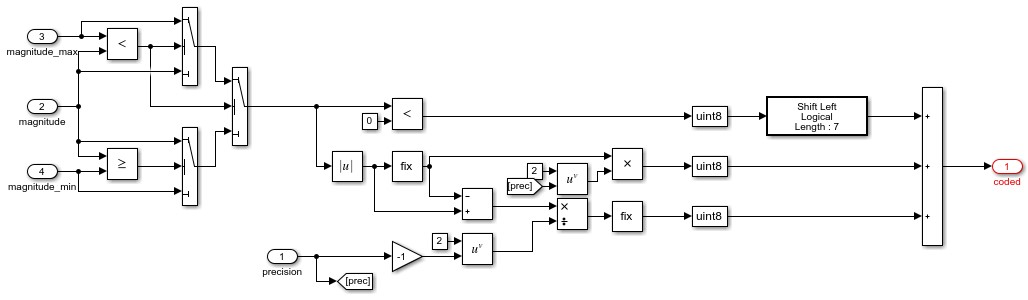 3
magnitude_max
<
2
magnitude
4
magnitude_min
≥
<
0
|u|
fix
2
[prec]
u^v
×
uint8
Shift Left
Logical
Length : 7
uint8
−
+
×
÷
fix
uint8
2
u^v
1
precision
-1
[prec]
+
+
+
1
coded